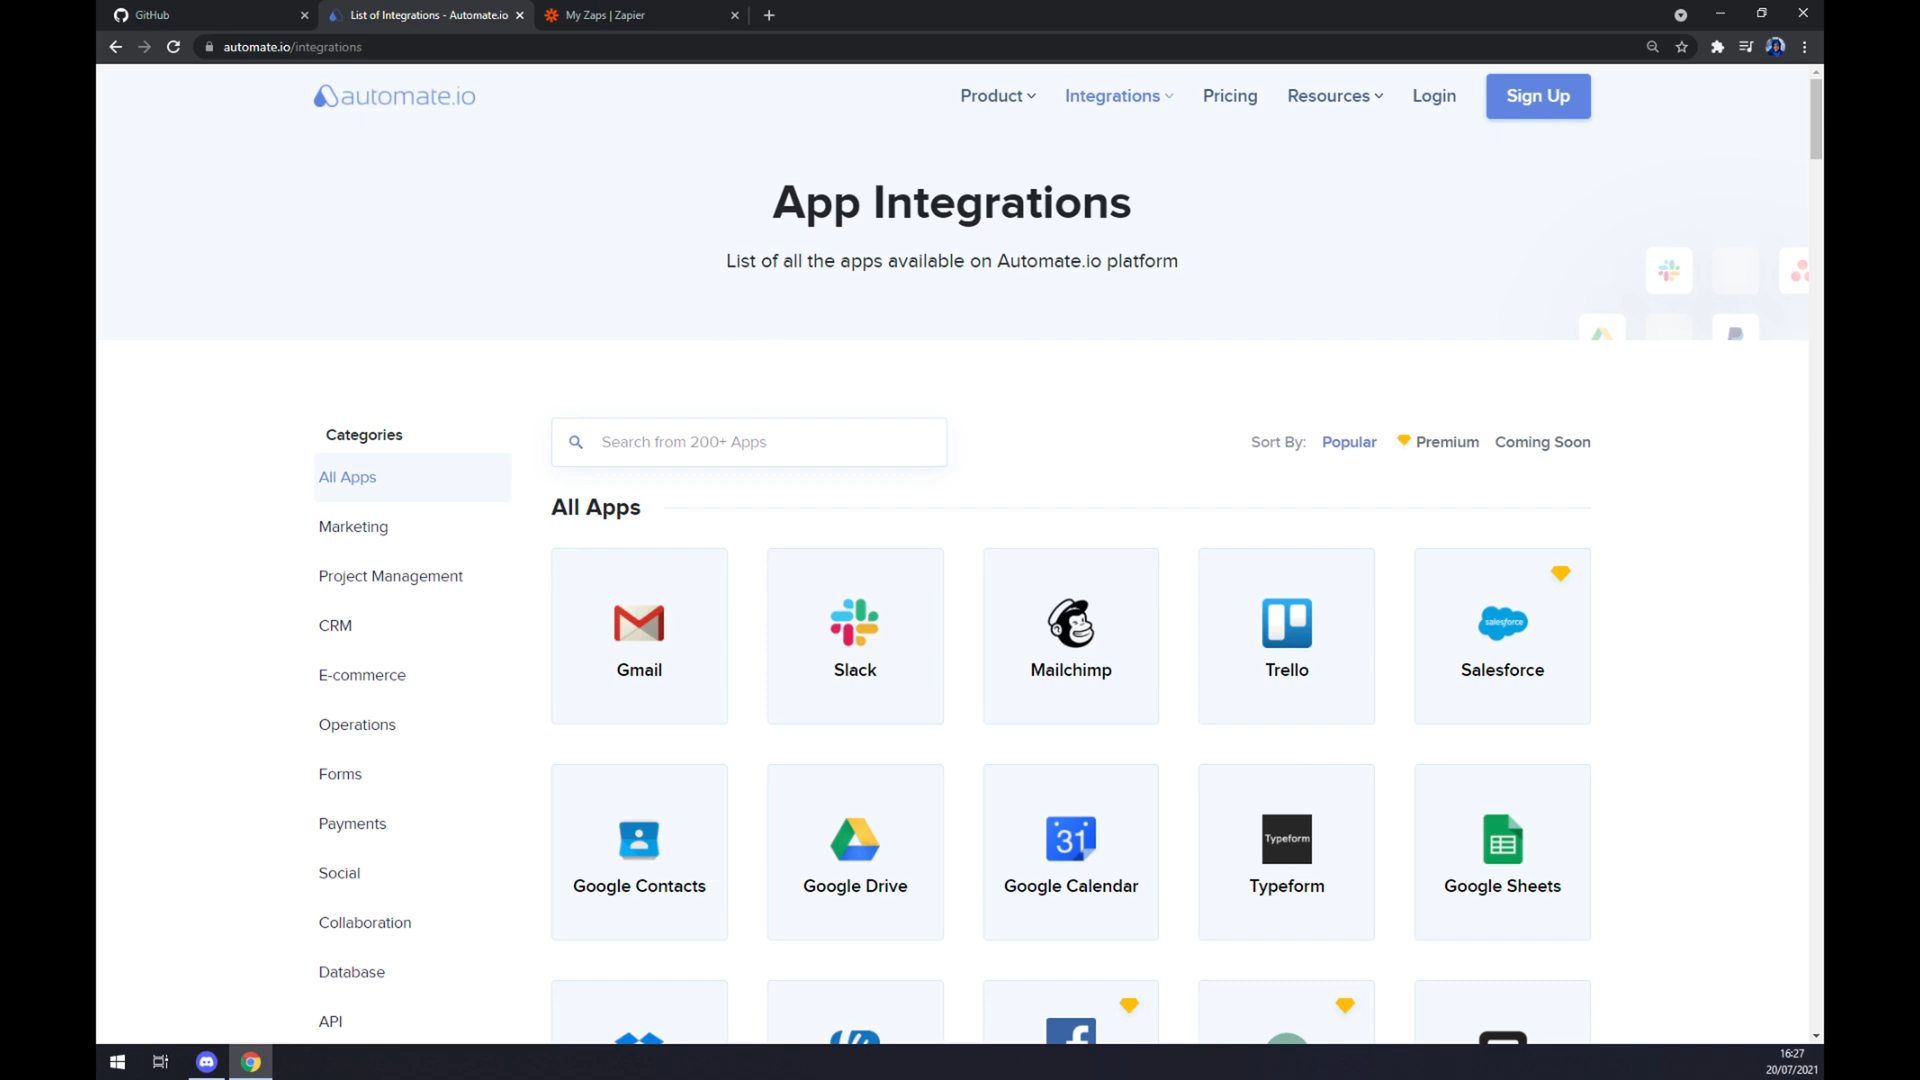 GitHub
List of Integrations - Automate.io
My Zaps | Zapier
automate.io/integrations
automate.io
Product
Integrations
Pricing
Resources
Login
Sign Up
App Integrations
List of all the apps available on Automate.io platform
Categories
All Apps
Marketing
Project Management
CRM
E-commerce
Operations
Forms
Payments
Social
Collaboration
Database
API
Search from 200+ Apps
Sort By: Popular Premium Coming Soon
All Apps
Gmail
Slack
Mailchimp
Trello
salesforce
Salesforce
Google Contacts
Google Drive
31
Google Calendar
Typeform
Typeform
Google Sheets
16:27
20/07/2021